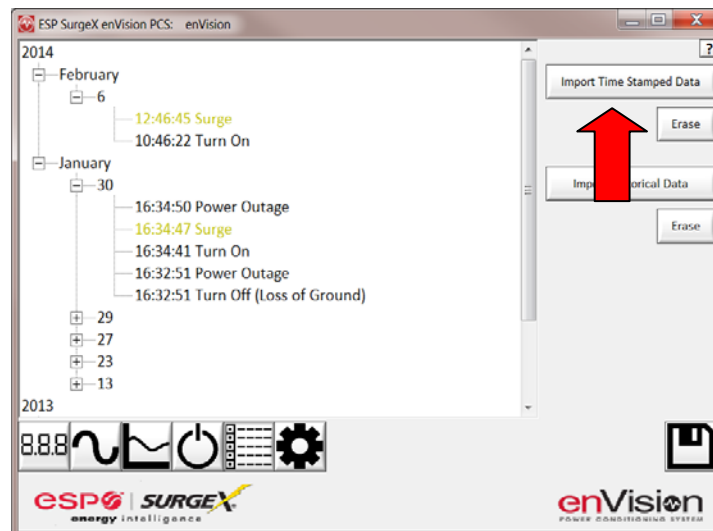 ESP SurgeX enVision PCS: enVision
2014
February
6
12:46:45 Surge
10:46:22 Turn On
January
30
16:34:50 Power Outage
16:34:47 Surge
16:34:41 Turn On
16:32:51 Power Outage
16:32:51 Turn Off (Loss of Ground)
29
27
23
13
2013
?
Import Time Stamped Data
Erase
Data
Erase
8.8.8
esp | SURGEX
energy intelligence
enVision
POWER CONDITIONING SYSTEM